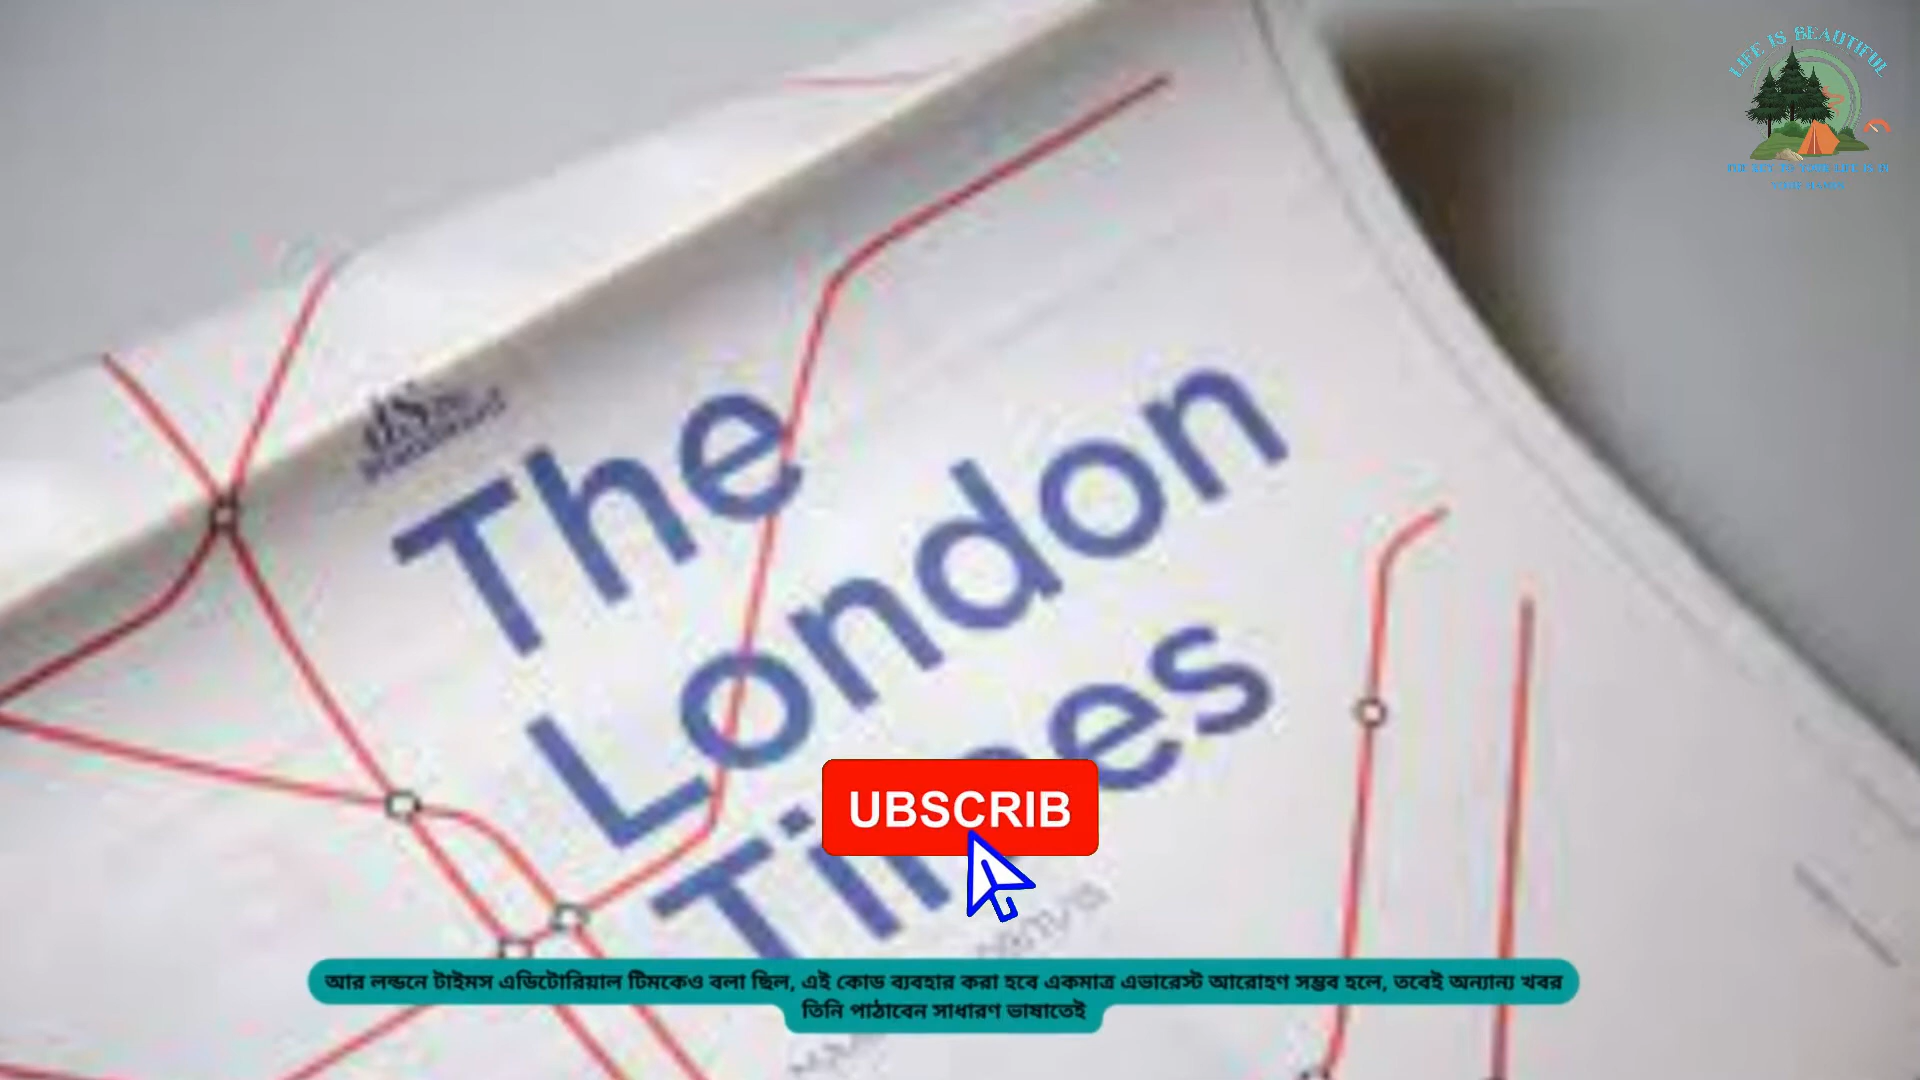 LIFE IS BEAUTIFUL
The
London
Times
UBSCRIB
আর লন্ডনে টাইমস এডিটোরিয়াল টিমকেও বলা ছিল, এই কোড ব্যবহার করা হবে একমাত্র এভারেস্ট আরোহণ সম্ভব হলে, তবেই অন্যান্য খবর
তিনি পাঠাবেন সাধারণ ভাষাতেই